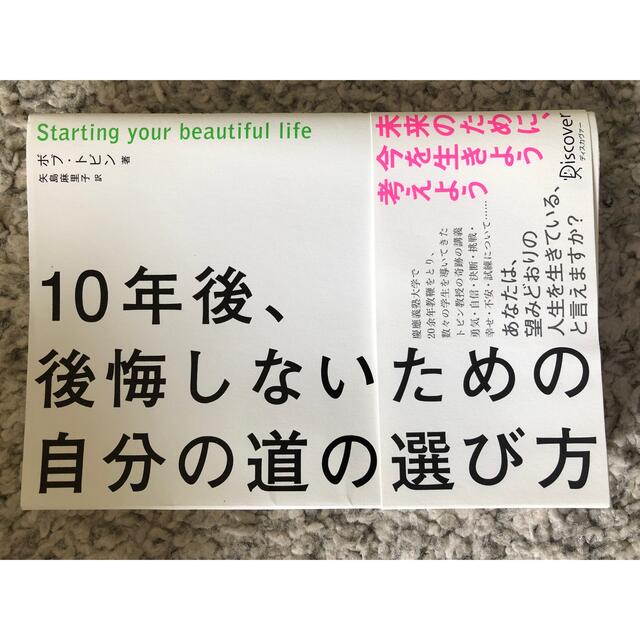 Starting your beautiful life
ボブ・トビン 著
矢島麻里子 訳
10年後、
後悔しないための
自分の道の選び方
未来のために、
今を生きよう
考えよう
慶應義塾大学で
20余年教鞭をとり、
数々の学生を導いてきた
トビン教授の奇跡の講義
勇気・自信・決断・挑戦・
幸せ・不安・試練について……
あなたは、
望みどおりの
人生を生きている、
と言えますか?
Discover
ディスカヴァー